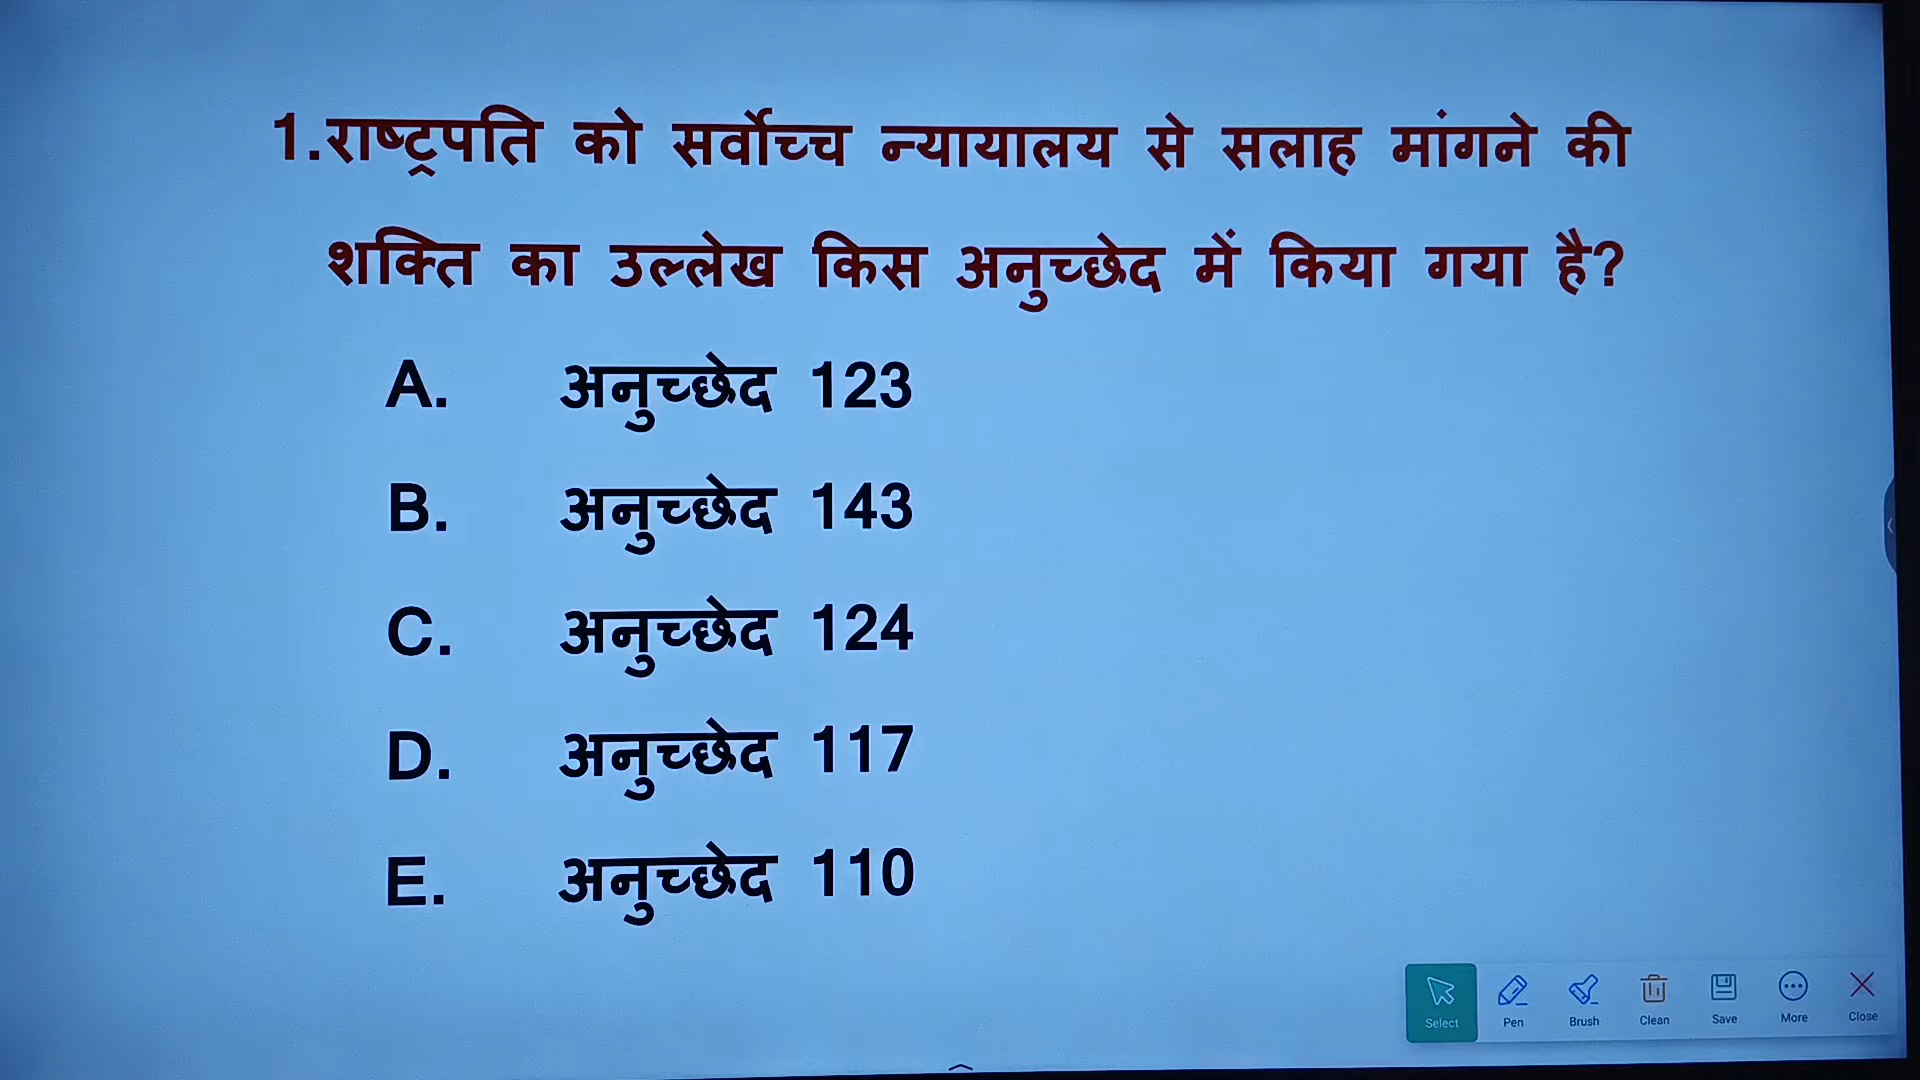 1.राष्ट्रपति को सर्वोच्च न्यायालय से सलाह मांगने की
शक्ति का उल्लेख किस अनुच्छेद में किया गया है?
A. अनुच्छेद 123
B. अनुच्छेद 143
C. अनुच्छेद 124
D. अनुच्छेद 117
E. अनुच्छेद 110
Select Pen Brush Clean Save More Close